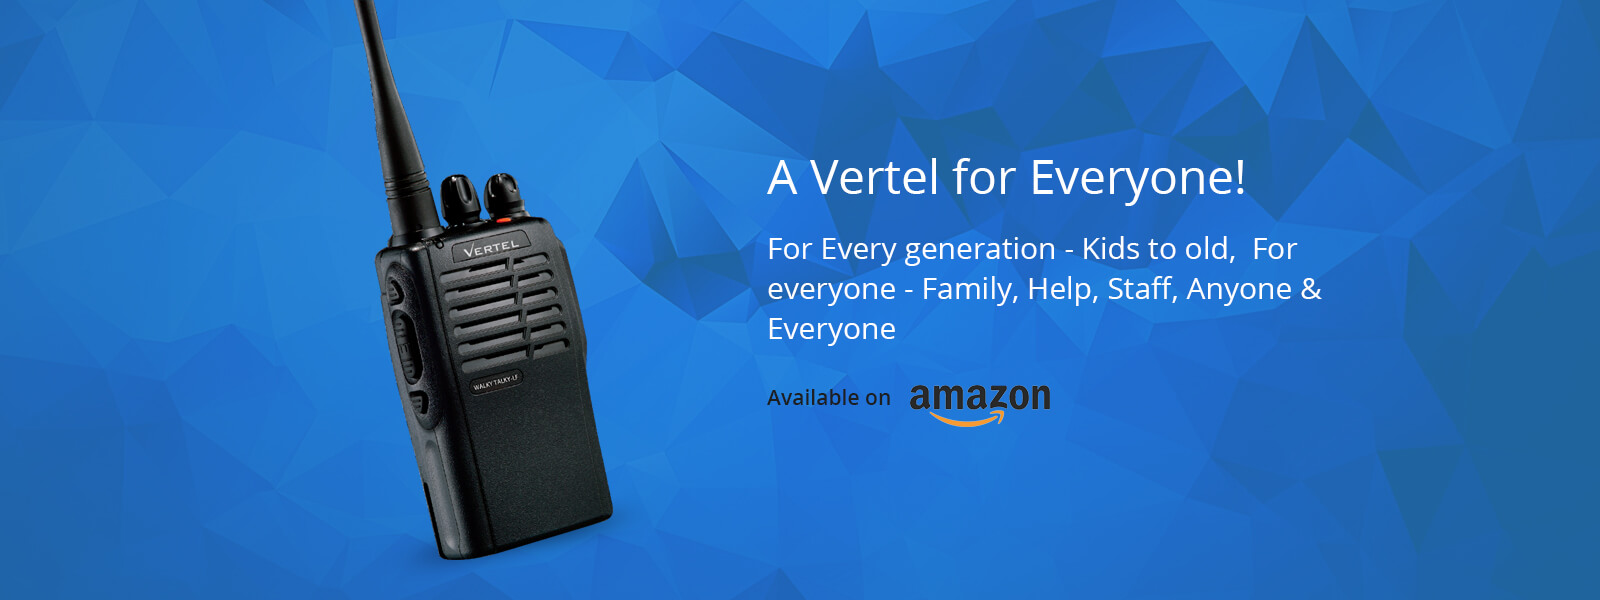 VERTEL
WALKY TALKY-LF
A Vertel for Everyone!
For Every generation - Kids to old,  For
everyone - Family, Help, Staff, Anyone &
Everyone
Available on amazon